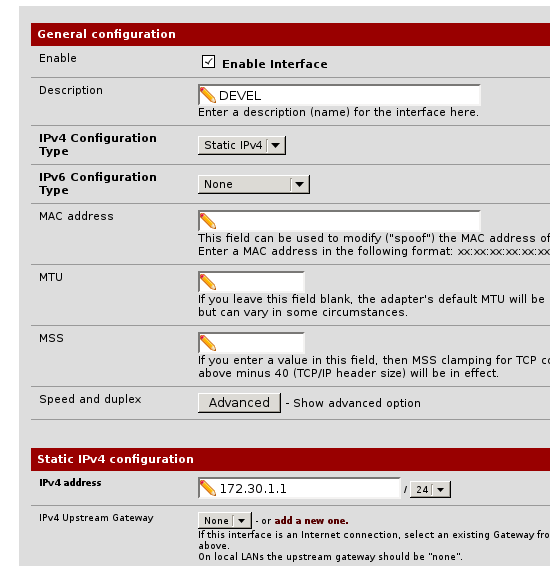 General configuration
Enable
Enable Interface
Description
DEVEL
Enter a description (name) for the interface here.
IPv4 Configuration
Type
Static IPv4
IPv6 Configuration
Type
None
MAC address
This field can be used to modify ("spoof") the MAC address of
Enter a MAC address in the following format: xx:xx:xx:xx:xx:xx
MTU
If you leave this field blank, the adapter's default MTU will be
but can vary in some circumstances.
MSS
If you enter a value in this field, then MSS clamping for TCP
above minus 40 (TCP/IP header size) will be in effect.
Speed and duplex
Advanced - Show advanced option
Static IPv4 configuration
IPv4 address
172.30.1.1 / 24
IPv4 Upstream Gateway
None - or add a new one.
If this interface is an Internet connection, select an existing Gateway
above.
On local LANs the upstream gateway should be "none".